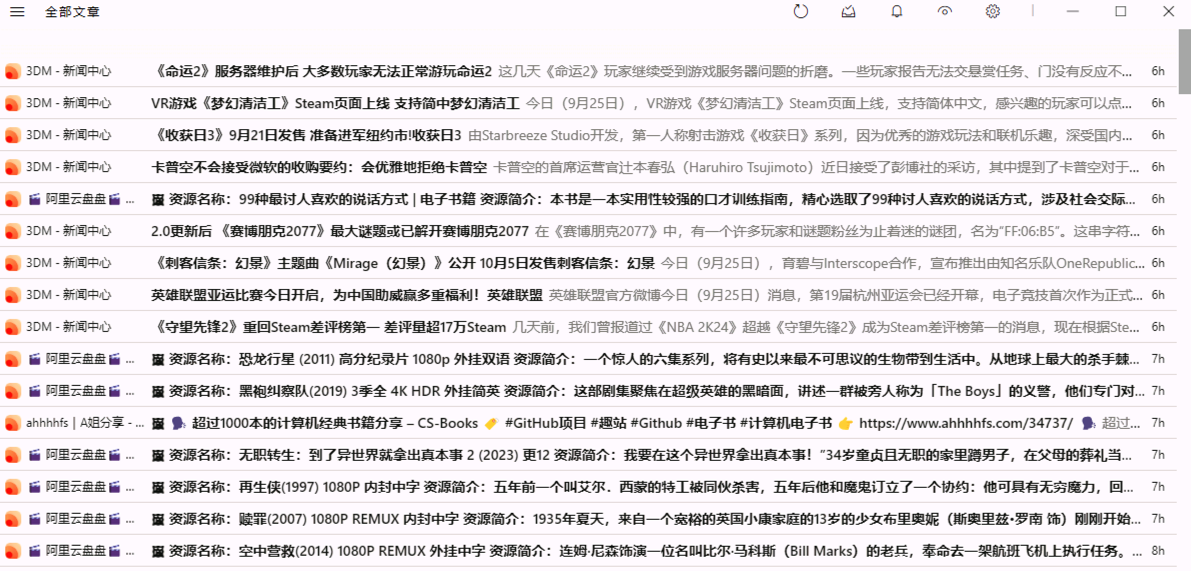 全部文章
3DM - 新闻中心 《命运2》服务器维护后 大多数玩家无法正常游玩命运2 这几天《命运2》玩家继续受到游戏服务器问题的折磨。一些玩家报告无法交悬赏任务、门没有反应不... 6h
3DM - 新闻中心 VR游戏《梦幻清洁工》Steam页面上线 支持简中梦幻清洁工 今日（9月25日），VR游戏《梦幻清洁工》Steam页面上线，支持简体中文，感兴趣的玩家可以点... 6h
3DM - 新闻中心 《收获日3》9月21日发售 准备进军纽约市!收获日3 由Starbreeze Studio开发，第一人称射击游戏《收获日》系列，因为优秀的游戏玩法和联机乐趣，深受国内... 6h
3DM - 新闻中心 卡普空不会接受微软的收购要约：会优雅地拒绝卡普空 卡普空的首席运营官辻本春弘（Haruhiro Tsujimoto）近日接受了彭博社的采访，其中提到了卡普空对于... 6h
🎬 阿里云盘盘🎬 ... 资源名称：99种最讨人喜欢的说话方式 | 电子书籍 资源简介：本书是一本实用性较强的口才训练指南，精心选取了99种讨人喜欢的说话方式，涉及社会交际... 6h
3DM - 新闻中心 2.0更新后 《赛博朋克2077》最大谜题或已解开赛博朋克2077 在《赛博朋克2077》中，有一个许多玩家和谜题粉丝为止着迷的谜团，名为“FF:06:B5”。这串字符... 6h
3DM - 新闻中心 《刺客信条：幻景》主题曲《Mirage（幻景）》公开 10月5日发售刺客信条：幻景 今日（9月25日），育碧与Interscope合作，宣布推出由知名乐队OneRepublic... 6h
3DM - 新闻中心 英雄联盟亚运比赛今日开启，为中国助威赢多重福利！英雄联盟 英雄联盟官方微博今日（9月25日）消息，第19届杭州亚运会已经开幕，电子竞技首次作为正式... 6h
3DM - 新闻中心 《守望先锋2》重回Steam差评榜第一 差评量超17万Steam 几天前，我们曾报道过《NBA 2K24》超越《守望先锋2》成为Steam差评榜第一的消息，现在根据Ste... 6h
🎬 阿里云盘盘🎬 ... 资源名称：恐龙行星 (2011) 高分纪录片 1080p 外挂双语 资源简介：一个惊人的六集系列，将有史以来最不可思议的生物带到生活中。从地球上最大的杀手棘... 7h
🎬 阿里云盘盘🎬 ... 资源名称：黑袍纠察队(2019) 3季全 4K HDR 外挂简英 资源简介：这部剧集聚焦在超级英雄的黑暗面，讲述一群被旁人称为「The Boys」的义警，他们专门对... 7h
ahhhhfs | A姐分享 - ... 🗣 超过1000本的计算机经典书籍分享 – CS-Books 🏷 #GitHub项目 #趣站 #Github #电子书 #计算机电子书 👉 https://www.ahhhhfs.com/34737/ 🗣 超过... 7h
🎬 阿里云盘盘🎬 ... 资源名称：无职转生：到了异世界就拿出真本事 2 (2023) 更12 资源简介：我要在这个异世界拿出真本事！“34岁童贞且无职的家里蹲男子，在父母的葬礼当... 7h
🎬 阿里云盘盘🎬 ... 资源名称：再生侠(1997) 1080P 内封中字 资源简介：五年前一个叫艾尔．西蒙的特工被同伙杀害，五年后他和魔鬼订立了一个协约：他可具有无穷魔力，回... 7h
🎬 阿里云盘盘🎬 ... 资源名称：赎罪(2007) 1080P REMUX 内封中字 资源简介：1935年夏天，来自一个宽裕的英国小康家庭的13岁的少女布里奥妮（斯奥里兹•罗南 饰）刚刚开始... 7h
🎬 阿里云盘盘🎬 ... 资源名称：空中营救(2014) 1080P REMUX 外挂中字 资源简介：连姆·尼森饰演一位名叫比尔·马科斯（Bill Marks）的老兵，奉命去一架航班飞机上执行任务。... 8h